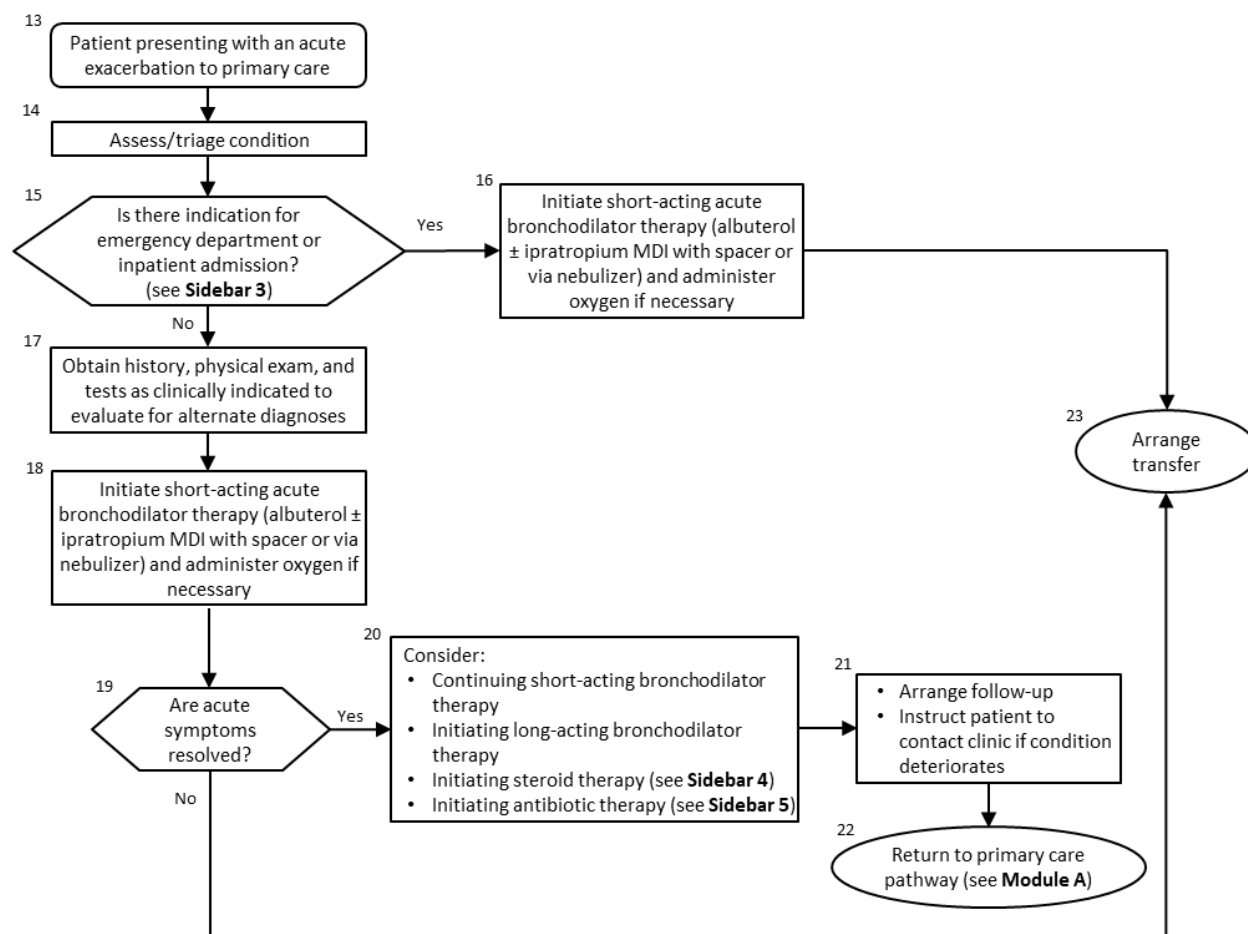 13
Patient presenting with an acute
exacerbation to primary care
14
Assess/triage condition
15
Is there indication for
emergency department or
inpatient admission?
(see Sidebar 3)
Yes
No
16
Initiate short-acting acute
bronchodilator therapy (albuterol
± ipratropium MDI with spacer or
via nebulizer) and administer
oxygen if necessary
17
Obtain history, physical exam, and
tests as clinically indicated to
evaluate for alternate diagnoses
18
Initiate short-acting acute
bronchodilator therapy (albuterol ±
ipratropium MDI with spacer or via
nebulizer) and administer oxygen if
necessary
19
Are acute
symptoms
resolved?
Yes
No
20
Consider:
• Continuing short-acting bronchodilator
therapy
• Initiating long-acting bronchodilator
therapy
• Initiating steroid therapy (see Sidebar 4)
• Initiating antibiotic therapy (see Sidebar 5)
21
• Arrange follow-up
• Instruct patient to
contact clinic if condition
deteriorates
22
Return to primary care
pathway (see Module A)
23
Arrange
transfer